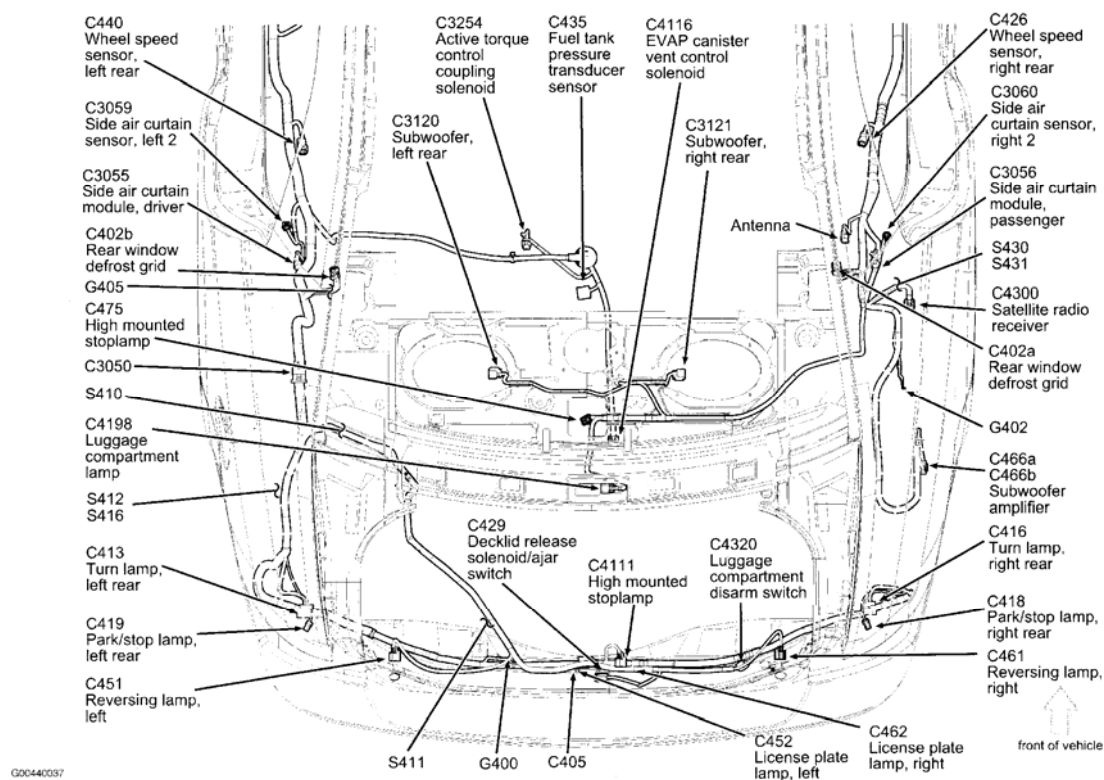 C440
Wheel speed
sensor,
left rear
C3059
Side air curtain
sensor, left 2
C3055
Side air curtain
module, driver
C402b
Rear window
defrost grid
G405
C475
High mounted
stoplamp
C3050
S410
C4198
Luggage
compartment
lamp
S412
S416
C413
Turn lamp,
left rear
C419
Park/stop lamp,
left rear
C451
Reversing lamp,
left
C3254
Active torque
control
coupling
solenoid
C435
Fuel tank
pressure
transducer
sensor
C4116
EVAP canister
vent control
solenoid
C3120
Subwoofer,
left rear
C3121
Subwoofer,
right rear
Antenna
C429
Decklid release
solenoid/ajar
switch
C4111
High mounted
stoplamp
C4320
Luggage
compartment
disarm switch
S411
G400
C405
C452
License plate
lamp, left
C462
License plate
lamp, right
C426
Wheel speed
sensor,
right rear
C3060
Side air
curtain sensor,
right 2
C3056
Side air curtain
module,
passenger
S430
S431
C4300
Satellite radio
receiver
C402a
Rear window
defrost grid
G402
C466a
C466b
Subwoofer
amplifier
C416
Turn lamp,
right rear
C418
Park/stop lamp,
right rear
C461
Reversing lamp,
right
front of vehicle
G00440037